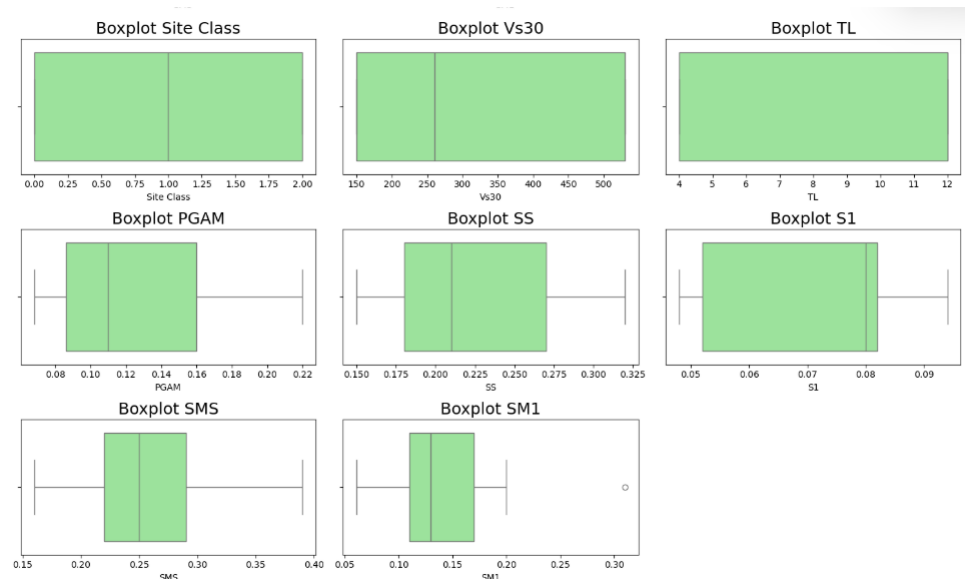 Boxplot Site Class
0.00 0.25 0.50 0.75 1.00 1.25 1.50 1.75 2.00
Site Class
Boxplot Vs30
150 200 250 300 350 400 450 500
Vs30
Boxplot TL
4 5 6 7 8 9 10 11 12
TL
Boxplot PGAM
0.08 0.10 0.12 0.14 0.16 0.18 0.20 0.22
PGAM
Boxplot SS
0.150 0.175 0.200 0.225 0.250 0.275 0.300 0.325
SS
Boxplot S1
0.05 0.06 0.07 0.08 0.09
S1
Boxplot SMS
0.15 0.20 0.25 0.30 0.35 0.40
SMS
Boxplot SM1
0.05 0.10 0.15 0.20 0.25 0.30
SM1